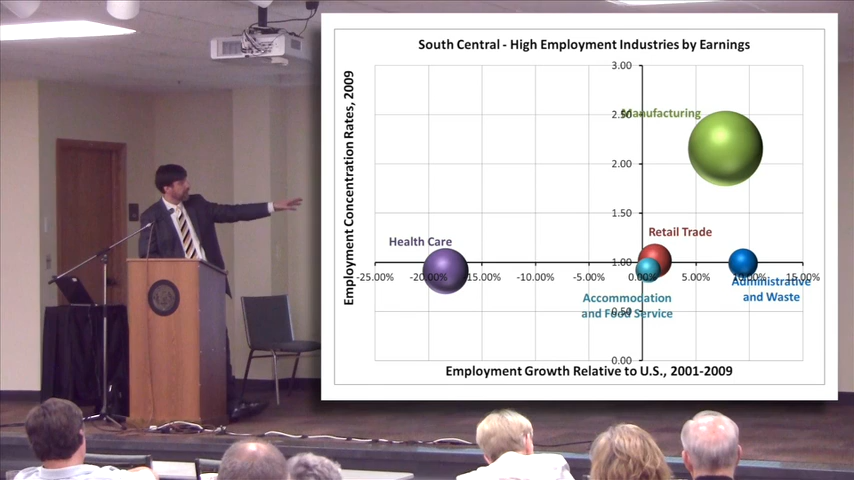 South Central - High Employment Industries by Earnings
Employment Concentration Rates, 2009
3.00
2.50
Manufacturing
2.00
1.50
Retail Trade
Health Care
1.00
-25.00%
-20.00%
-15.00%
-10.00%
-5.00%
0.00%
5.00%
10.00%
15.00%
Administrative
and Waste
Accommodation
and Food Service
0.50
0.00
Employment Growth Relative to U.S., 2001-2009